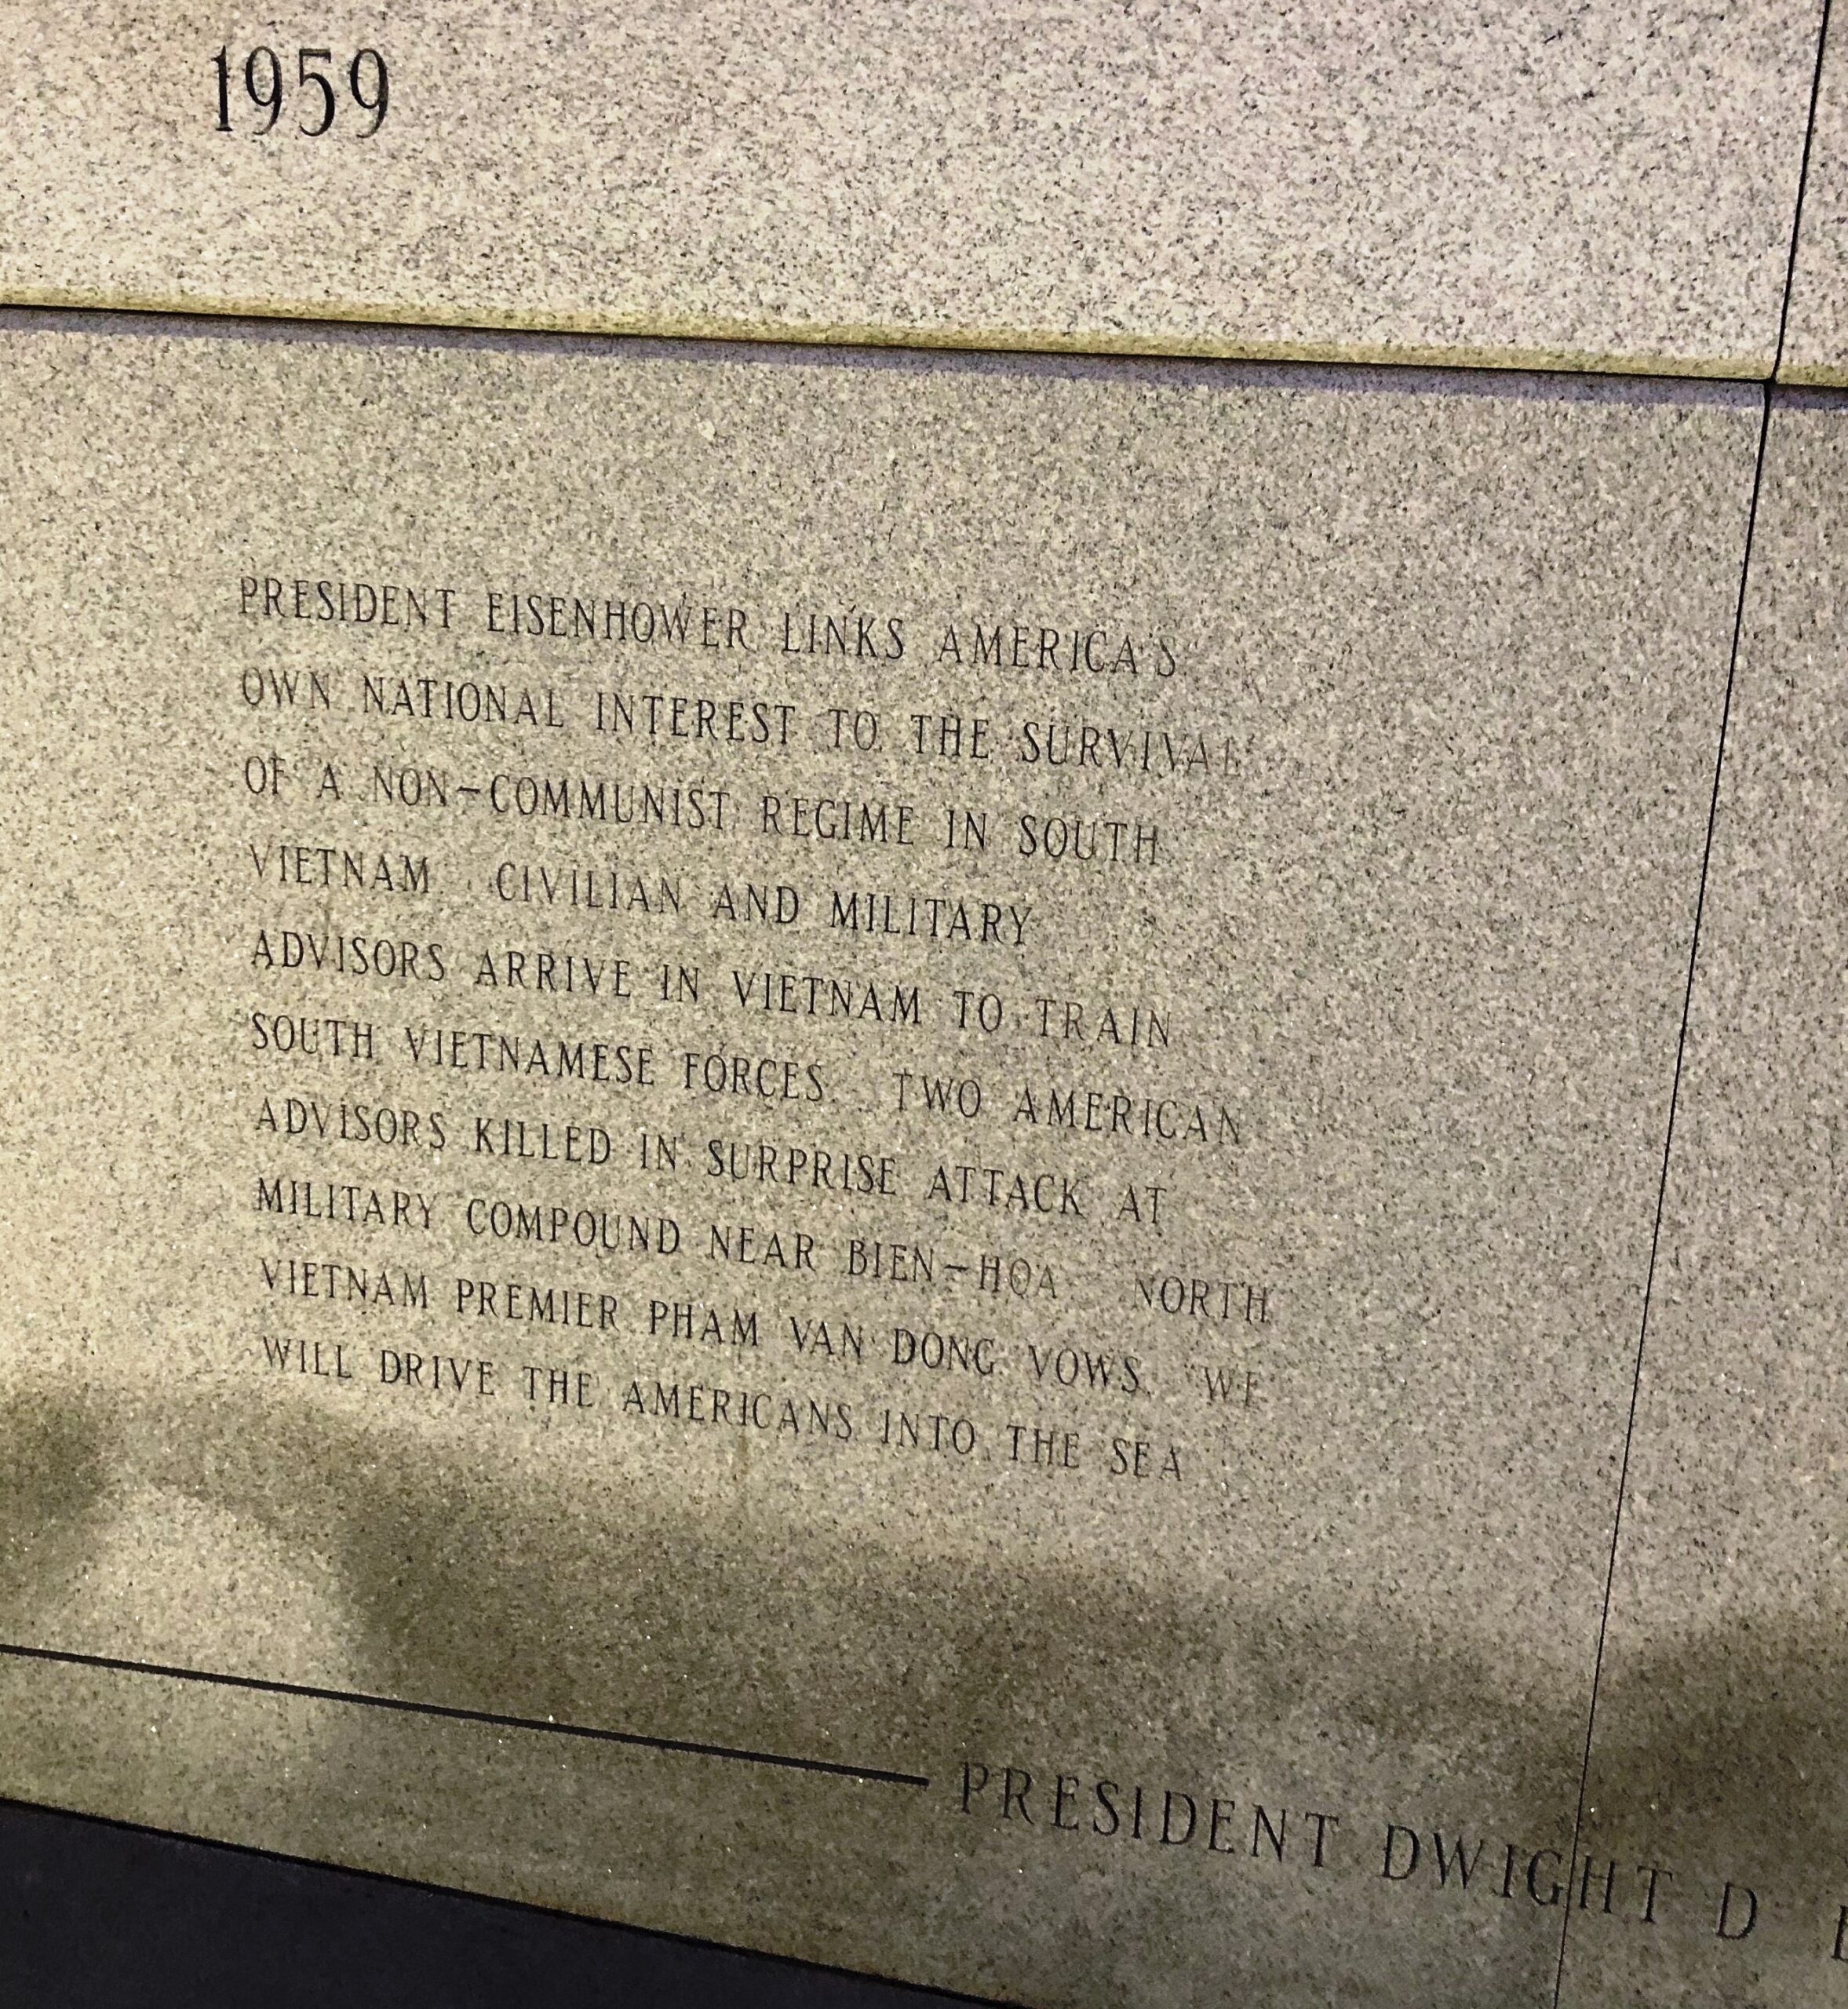 1959
PRESIDENT EISENHOWER LINKS AMERICA'S
OWN NATIONAL INTEREST TO THE SURVIVAL
OF A NON-COMMUNIST REGIME IN SOUTH
VIETNAM CIVILIAN AND MILITARY
ADVISORS ARRIVE IN VIETNAM TO TRAIN
SOUTH VIETNAMESE FORCES. TWO AMERICAN
ADVISORS KILLED IN SURPRISE ATTACK AT
MILITARY COMPOUND NEAR BIEN-HOA NORTH
VIETNAM PREMIER PHAM VAN DONG VOWS, "WE
WILL DRIVE THE AMERICANS INTO THE SEA
PRESIDENT DWIGHT D